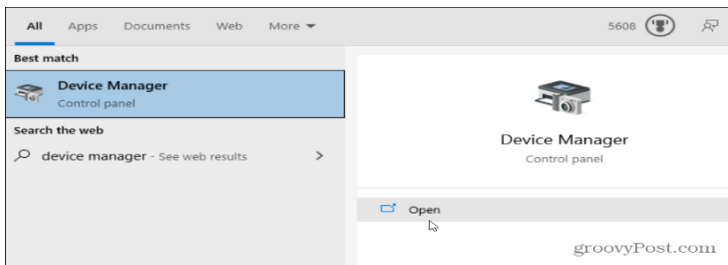 All Apps Documents Web More 5608
Best match
Device Manager
Control panel
Search the web
device manager - See web results
Device Manager
Control panel
Open
groovyPost.com